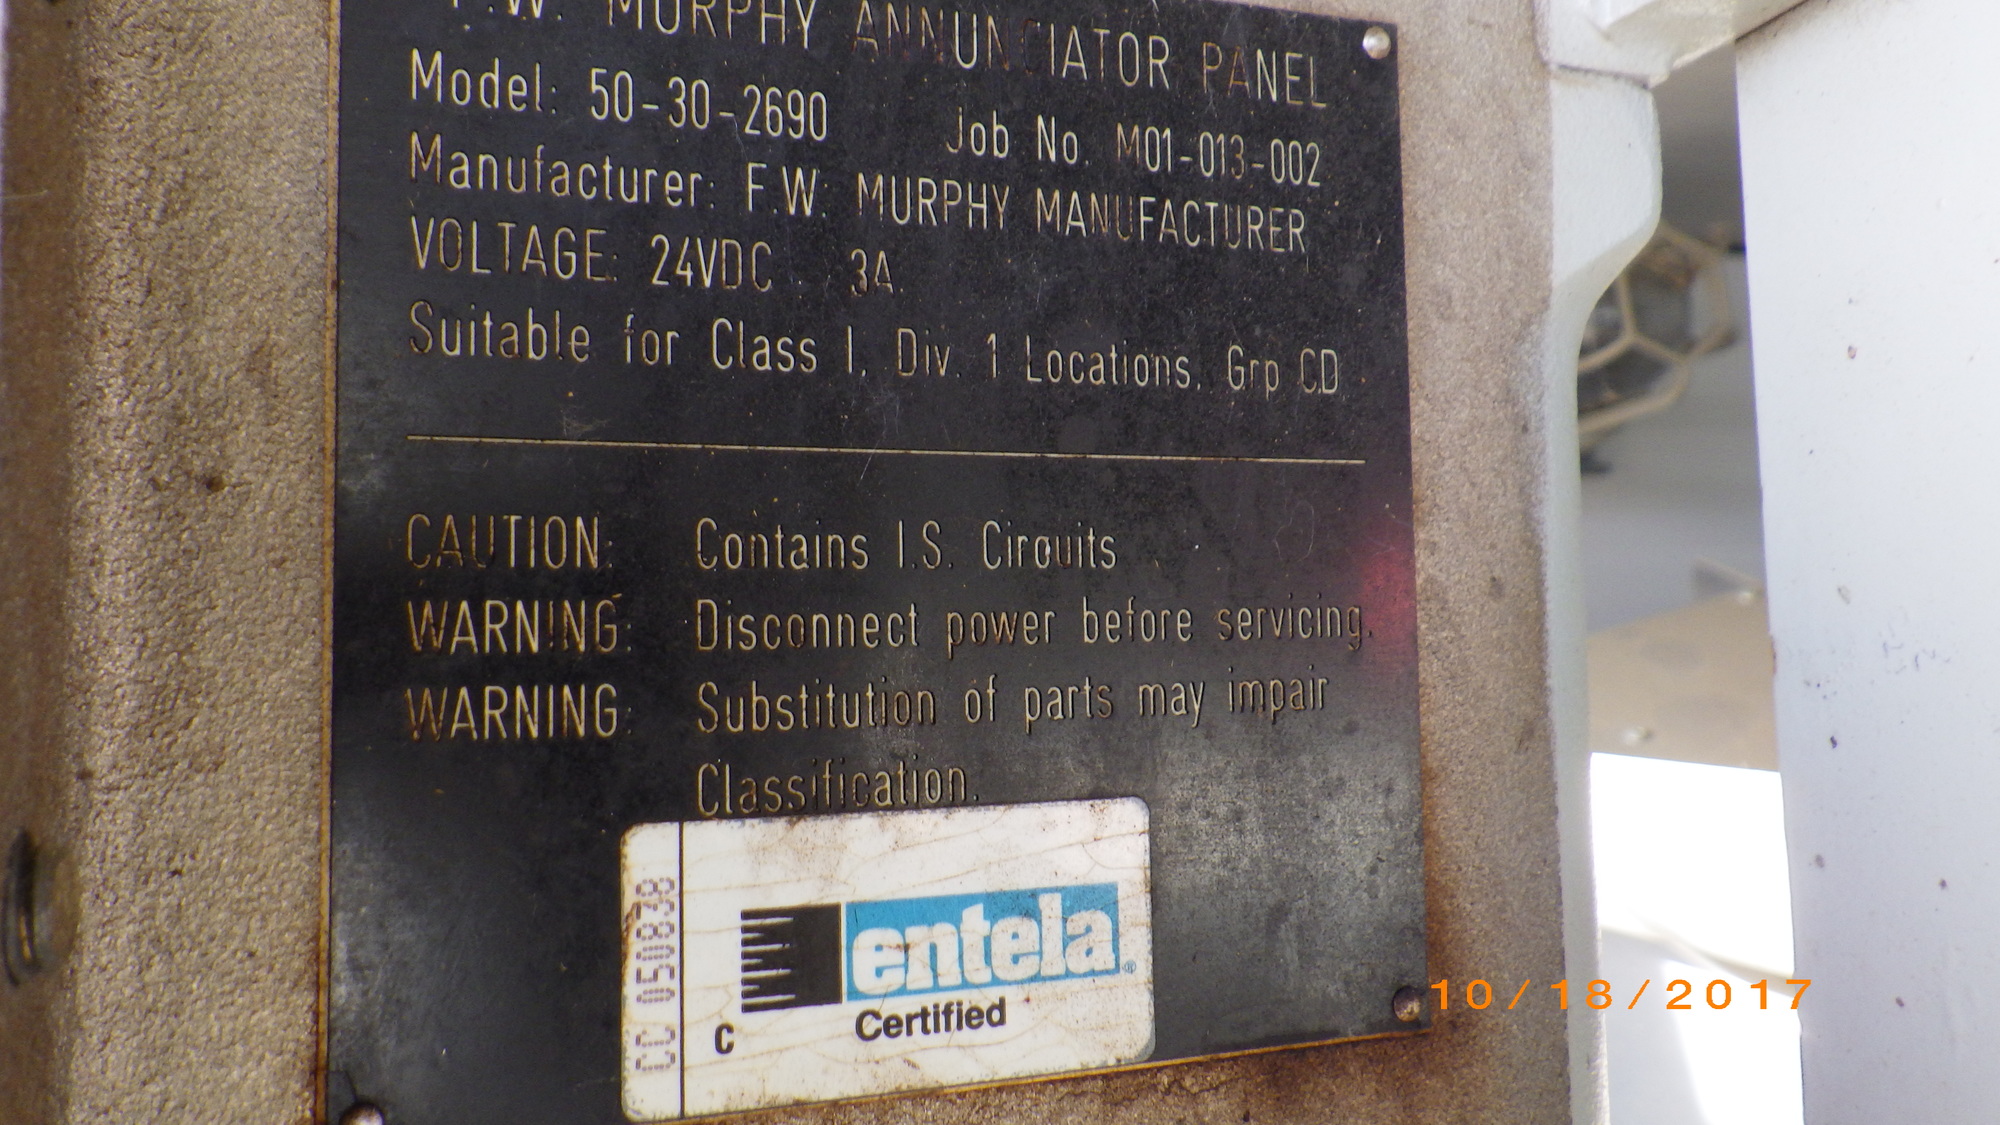 F.W. MURPHY ANNUNCIATOR PANEL
Model: 50-30-2690 Job No. M01-013-002
Manufacturer: F.W. MURPHY MANUFACTURER
VOLTAGE: 24VDC 3A
Suitable for Class I, Div. 1 Locations, Grp C,D
CAUTION: Contains I.S. Circuits
WARNING: Disconnect power before servicing.
WARNING: Substitution of parts may impair
Classification.
CC 050838
entela®
C Certified
10/18/2017